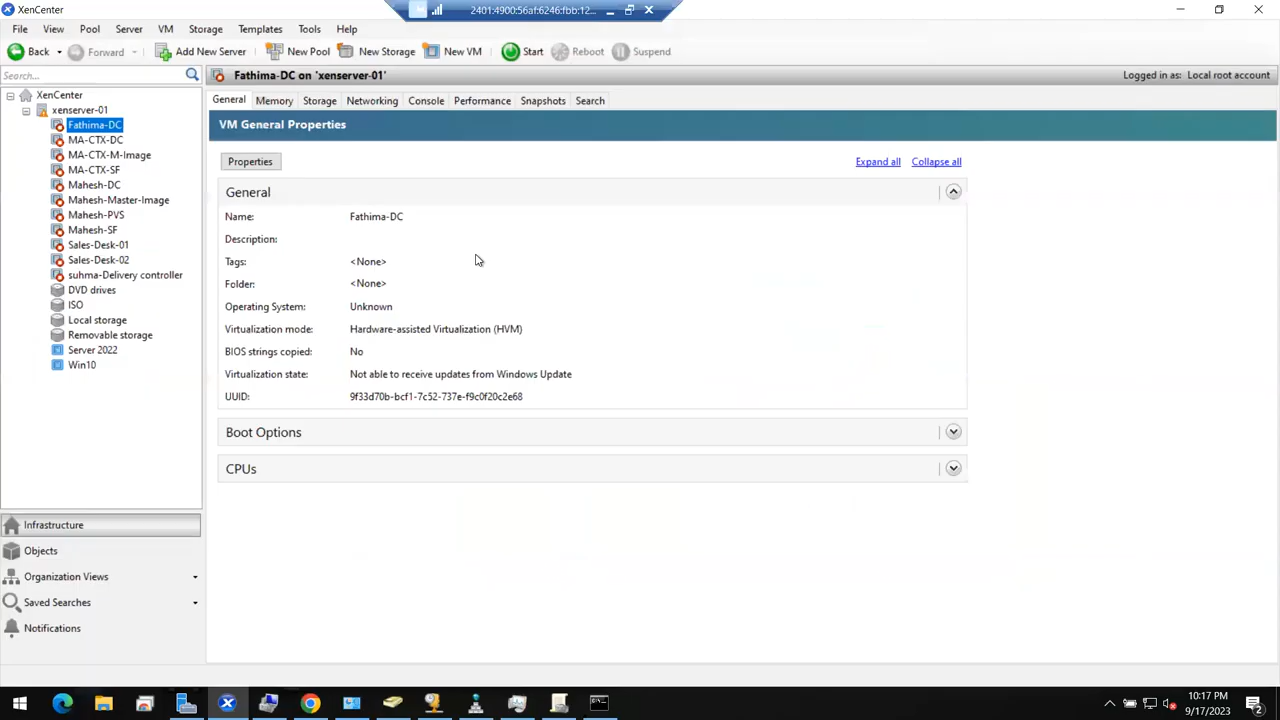 XenCenter
2401:4900:56af:6246:fbb:12...
File View Pool Server VM Storage Templates Tools Help
Back Forward Add New Server New Pool New Storage New VM Start Reboot Suspend
Search...
Fathima-DC on 'xenserver-01'
Logged in as: Local root account
XenCenter
xenserver-01
Fathima-DC
MA-CTX-DC
MA-CTX-M-Image
MA-CTX-SF
Mahesh-DC
Mahesh-Master-Image
Mahesh-PVS
Mahesh-SF
Sales-Desk-01
Sales-Desk-02
suhma-Delivery controller
DVD drives
ISO
Local storage
Removable storage
Server 2022
Win10
General Memory Storage Networking Console Performance Snapshots Search
VM General Properties
Properties
Expand all Collapse all
General
Name: Fathima-DC
Description:
Tags: <None>
Folder: <None>
Operating System: Unknown
Virtualization mode: Hardware-assisted Virtualization (HVM)
BIOS strings copied: No
Virtualization state: Not able to receive updates from Windows Update
UUID: 9f33d70b-bcf1-7c52-737e-f9c0f20c2e68
Boot Options
CPUs
Infrastructure
Objects
Organization Views
Saved Searches
Notifications
10:17 PM
9/17/2023
2